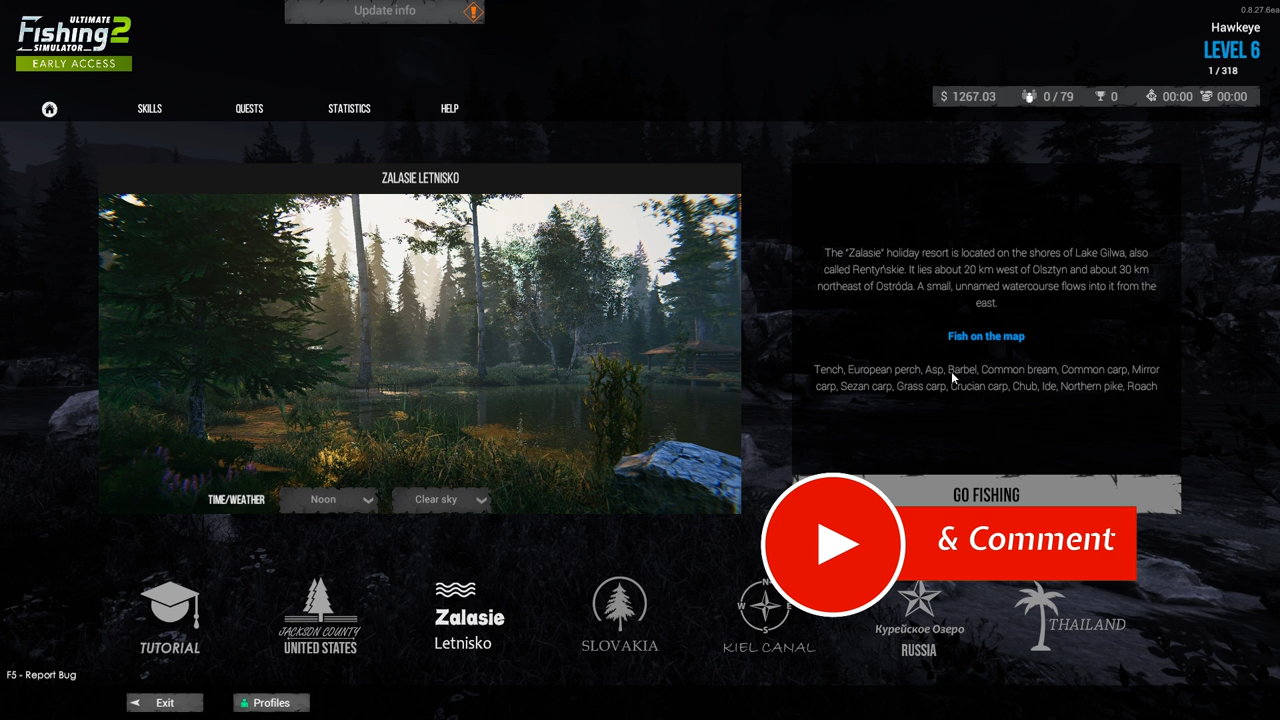 ULTIMATE
Fishing 2
SIMULATOR
EARLY ACCESS
Update info
0.8.27.6ea
Hawkeye
LEVEL 6
1 / 318
SKILLS
QUESTS
STATISTICS
HELP
$ 1267.03
0 / 79
0
00:00
00:00
ZALASIE LETNISKO
TIME/WEATHER
Noon
Clear sky
The "Zalasie" holiday resort is located on the shores of Lake Gilwa, also
called Rentyńskie. It lies about 20 km west of Olsztyn and about 30 km
northeast of Ostróda. A small, unnamed watercourse flows into it from the
east.
Fish on the map
Tench, European perch, Asp, Barbel, Common bream, Common carp, Mirror
carp, Sezan carp, Grass carp, Crucian carp, Chub, Ide, Northern pike, Roach
GO FISHING
& Comment
TUTORIAL
JACKSON COUNTY
UNITED STATES
Zalasie
Letnisko
SLOVAKIA
N
W E
S
KIEL CANAL
Курейское Озеро
RUSSIA
THAILAND
F5 - Report Bug
Exit
Profiles